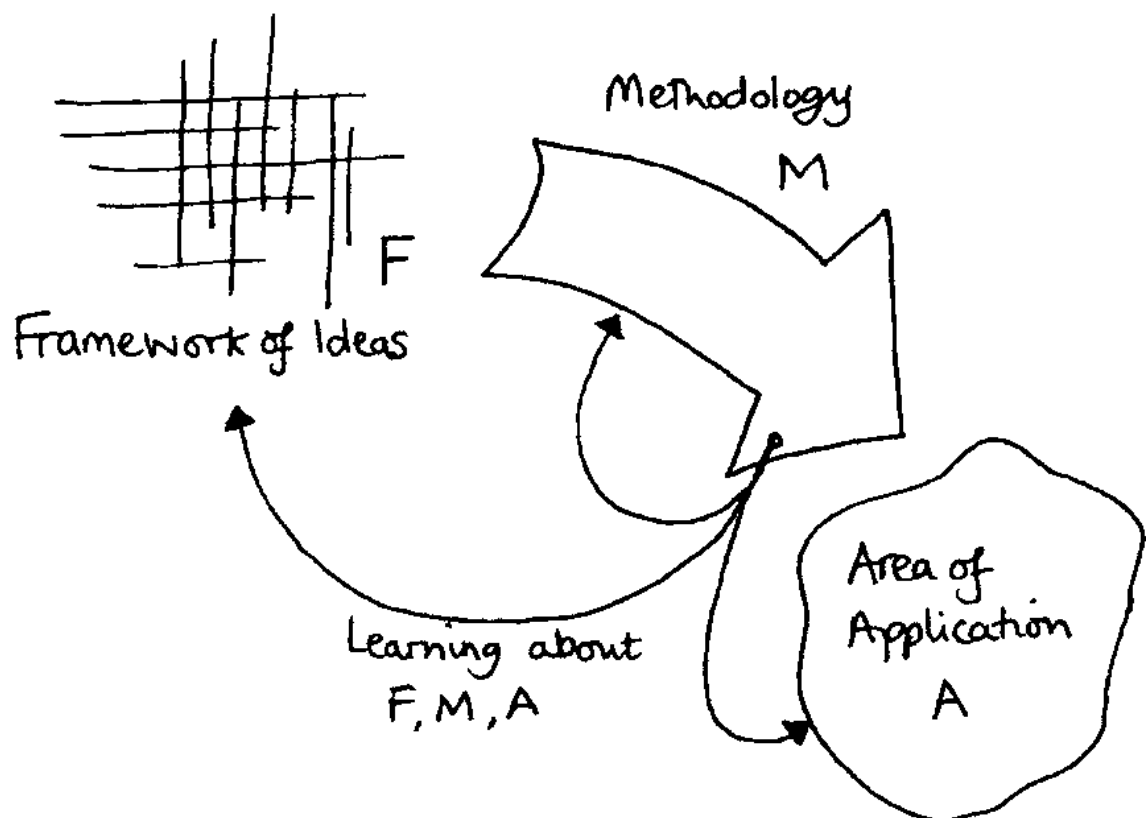 Methodology
M
F
Framework of Ideas
Learning about
F, M, A
Area of
Application
A